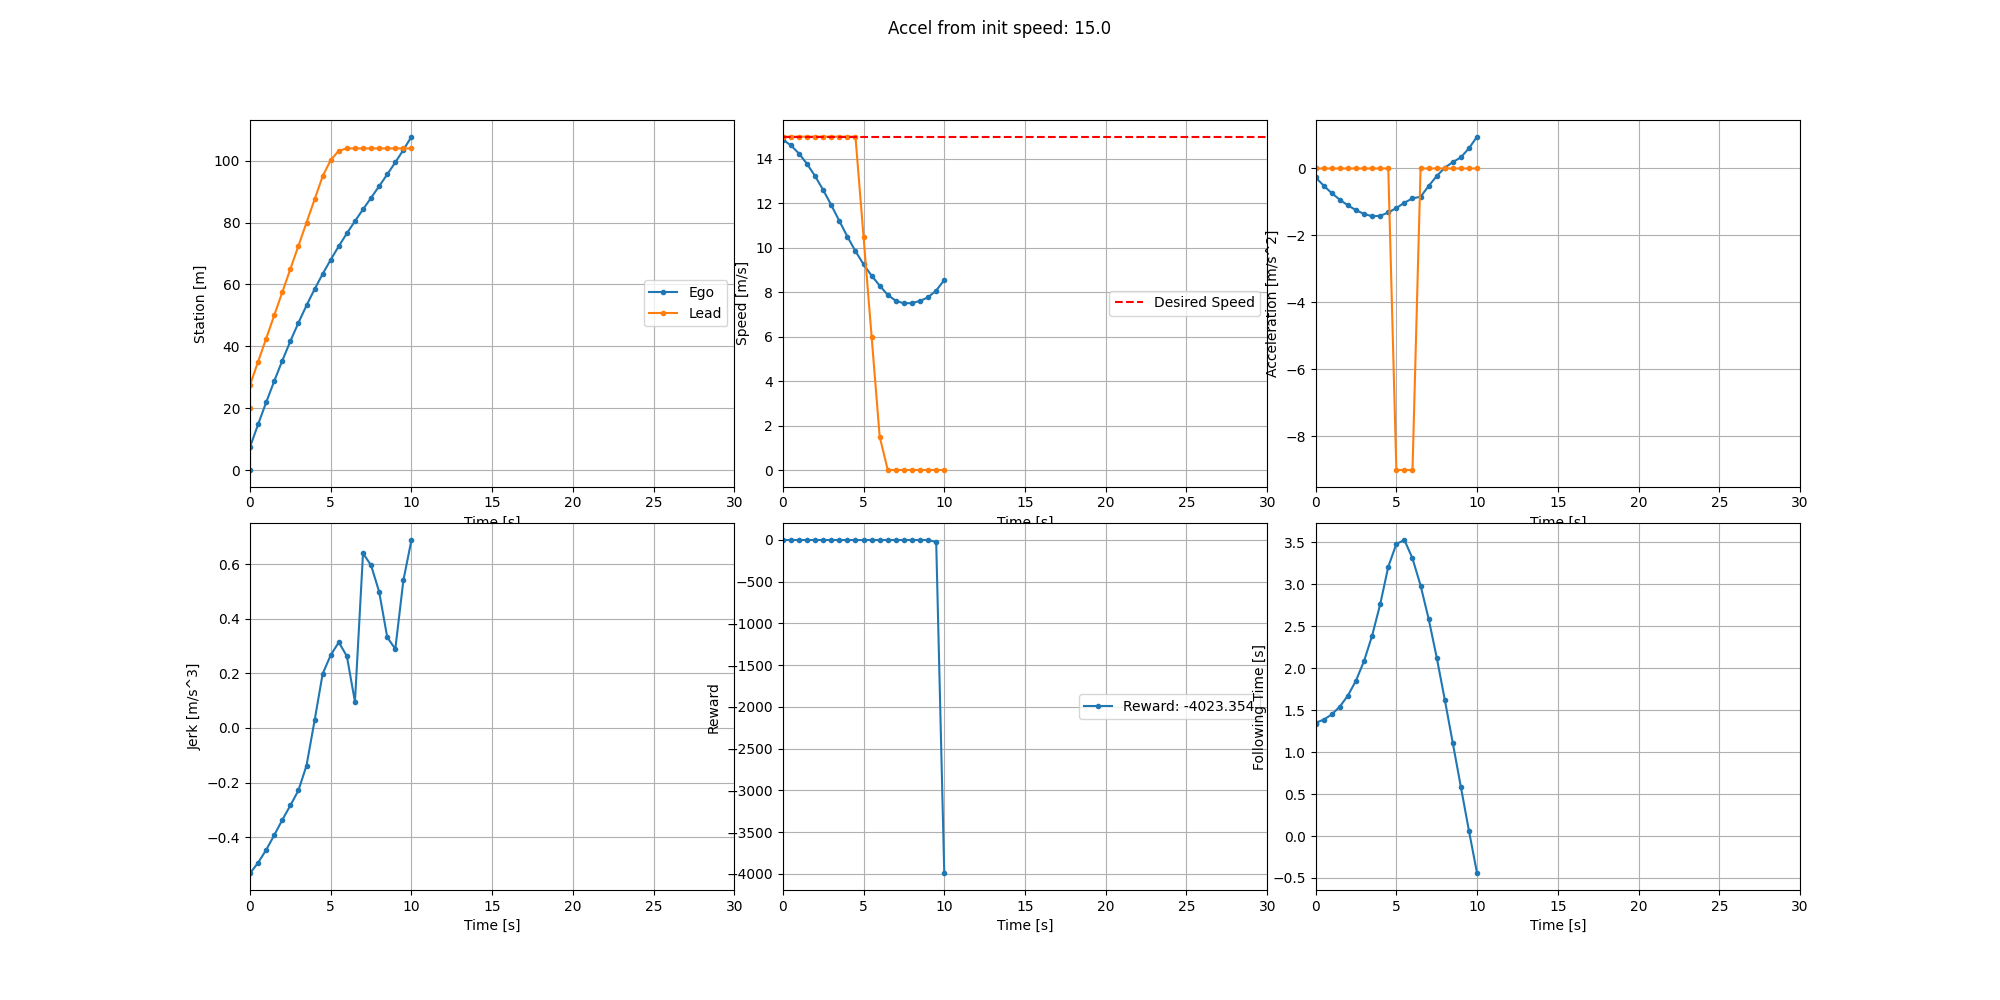 Accel from init speed: 15.0
Station [m]
100
80
60
40
20
0
0 5 10 15 20 25 30
Time [s]
Ego
Lead
Speed [m/s]
14
12
10
8
6
4
2
0
0 5 10 15 20 25 30
Time [s]
Desired Speed
Acceleration [m/s^2]
0
−2
−4
−6
−8
0 5 10 15 20 25 30
Time [s]
Jerk [m/s^3]
0.6
0.4
0.2
0.0
−0.2
−0.4
0 5 10 15 20 25 30
Time [s]
Reward
0
−500
−1000
−1500
−2000
−2500
−3000
−3500
−4000
0 5 10 15 20 25 30
Time [s]
Reward: -4023.354
Following Time [s]
3.5
3.0
2.5
2.0
1.5
1.0
0.5
0.0
−0.5
0 5 10 15 20 25 30
Time [s]